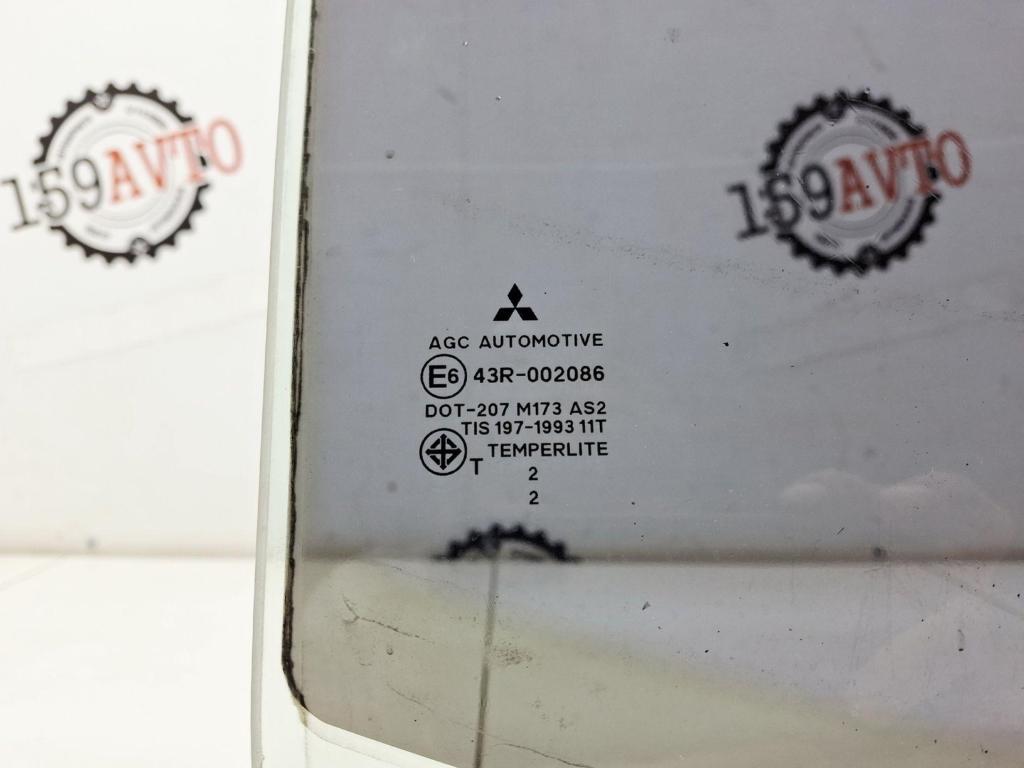 159AVTO
159AVTO
AGC AUTOMOTIVE
E6 43R-002086
DOT-207 M173 AS2
TIS 197-1993 11T
T TEMPERLITE
2
2